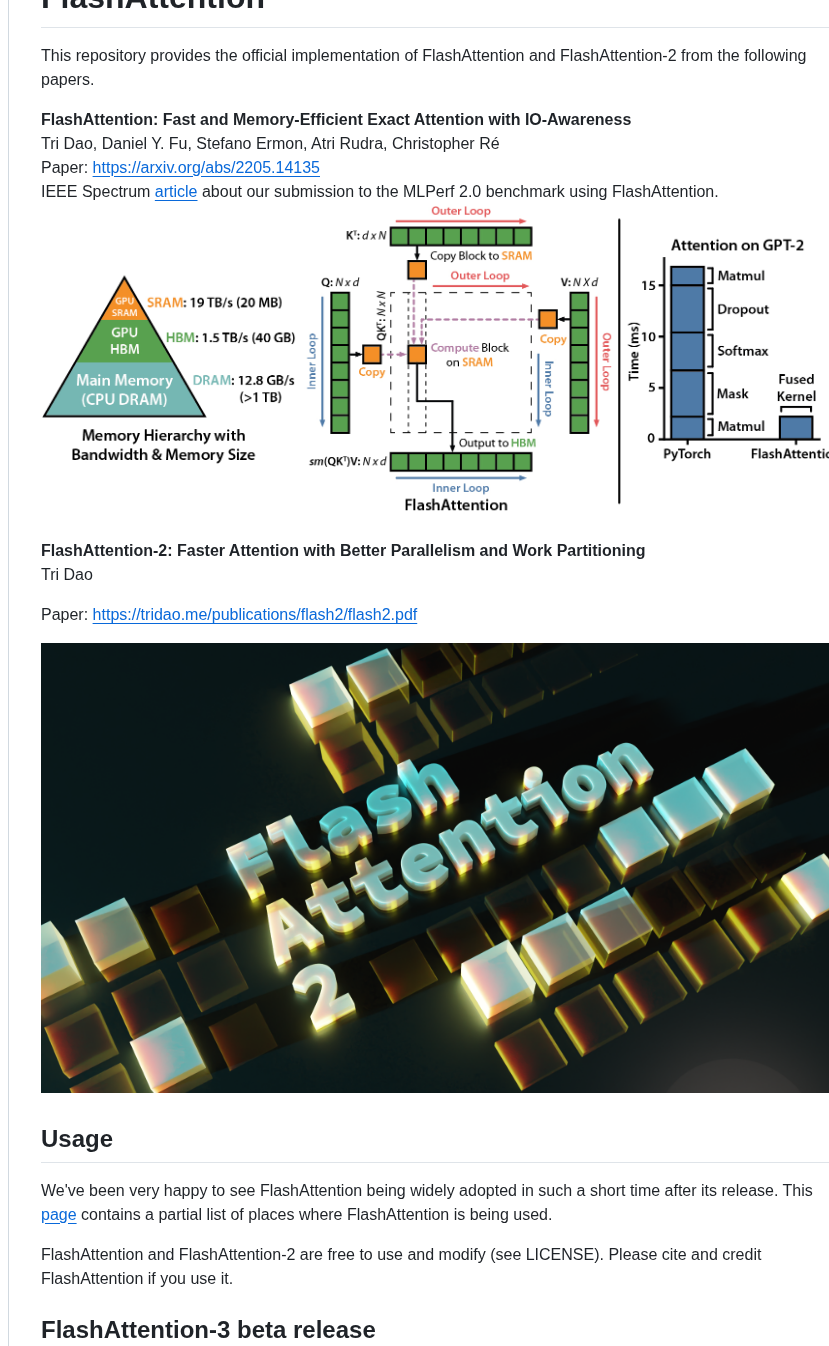 FlashAttention
This repository provides the official implementation of FlashAttention and FlashAttention-2 from the following
papers.
FlashAttention: Fast and Memory-Efficient Exact Attention with IO-Awareness
Tri Dao, Daniel Y. Fu, Stefano Ermon, Atri Rudra, Christopher Ré
Paper: https://arxiv.org/abs/2205.14135
IEEE Spectrum article about our submission to the MLPerf 2.0 benchmark using FlashAttention.
GPU
SRAM
GPU
HBM
Main Memory
(CPU DRAM)
SRAM: 19 TB/s (20 MB)
HBM: 1.5 TB/s (40 GB)
DRAM: 12.8 GB/s
(>1 TB)
Memory Hierarchy with
Bandwidth & Memory Size
Outer Loop
Kᵀ: d x N
Copy Block to SRAM
Outer Loop
Q: N x d
V: N X d
QKᵀ: N x N
Inner Loop
Copy
Compute Block
on SRAM
Copy
Inner Loop
Outer Loop
Output to HBM
sm(QKᵀ)V: N x d
Inner Loop
FlashAttention
Attention on GPT-2
Time (ms)
15
10
5
0
Matmul
Dropout
Softmax
Mask
Matmul
Fused
Kernel
PyTorch
FlashAttentic
FlashAttention-2: Faster Attention with Better Parallelism and Work Partitioning
Tri Dao
Paper: https://tridao.me/publications/flash2/flash2.pdf
Flash
Attention
2
Usage
We've been very happy to see FlashAttention being widely adopted in such a short time after its release. This
page contains a partial list of places where FlashAttention is being used.
FlashAttention and FlashAttention-2 are free to use and modify (see LICENSE). Please cite and credit
FlashAttention if you use it.
FlashAttention-3 beta release